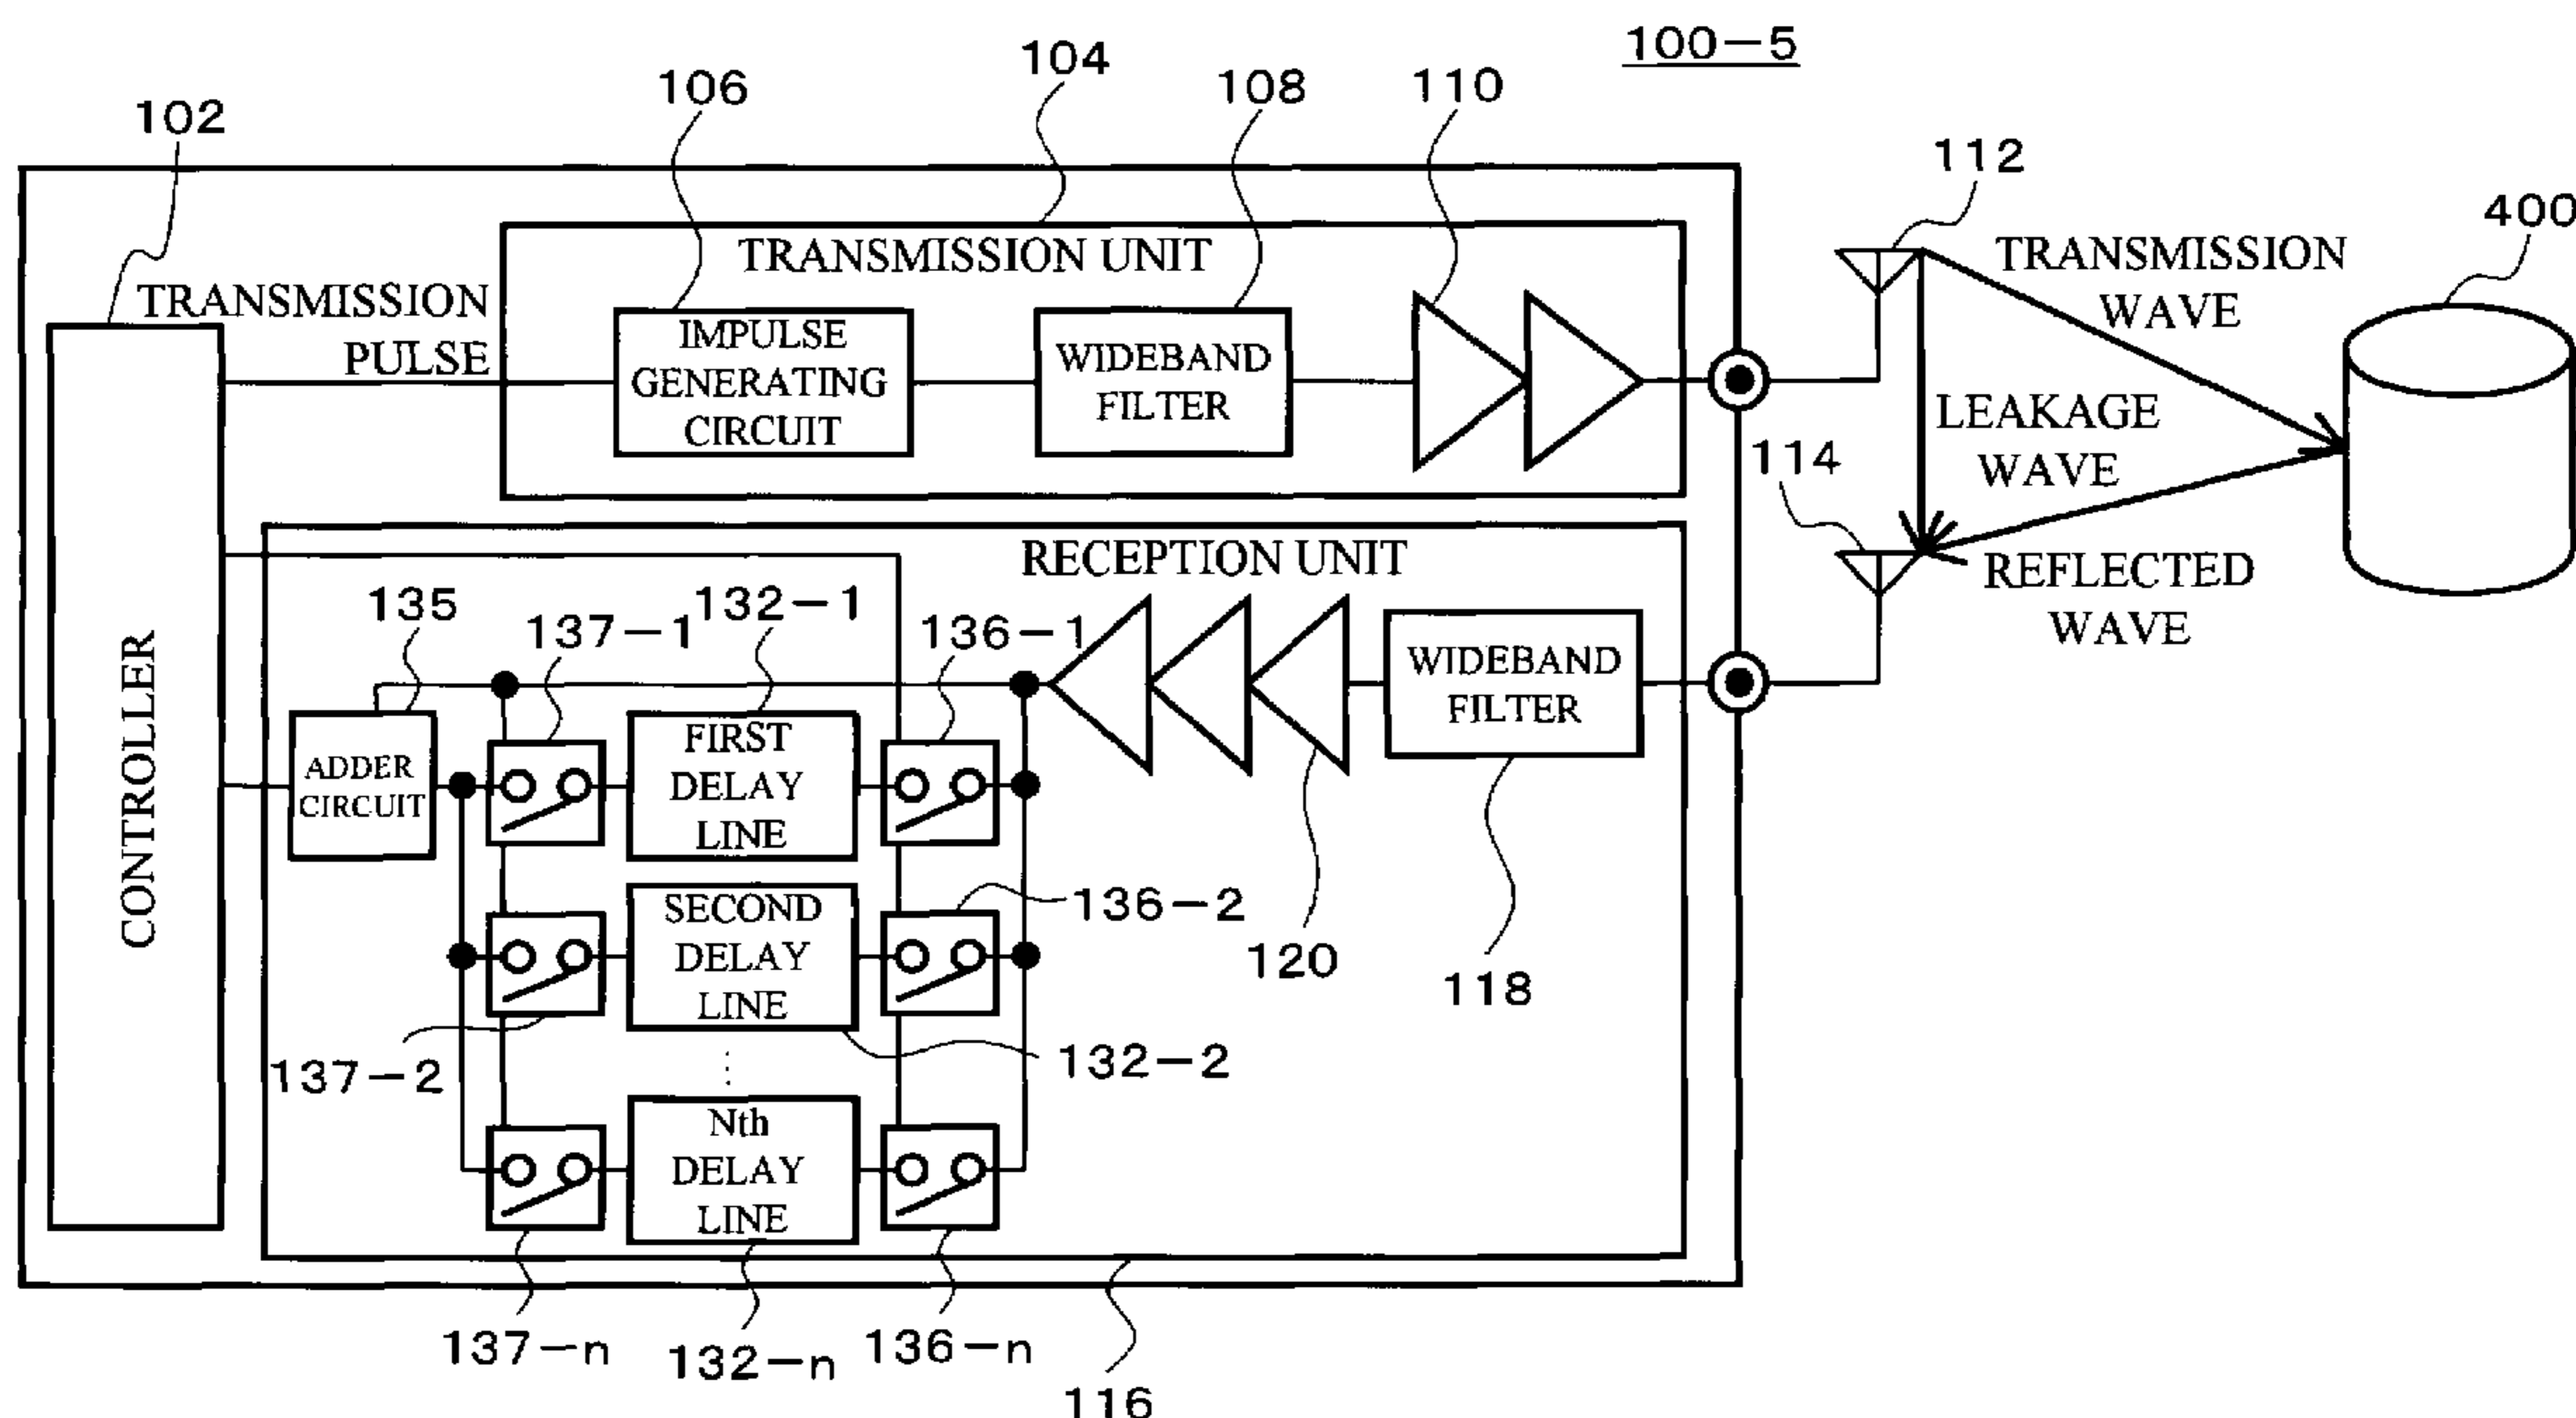 100-5
104
106
108
110
102
112
400
TRANSMISSION UNIT
TRANSMISSION
WAVE
TRANSMISSION
PULSE
IMPULSE
GENERATING
CIRCUIT
WIDEBAND
FILTER
LEAKAGE
WAVE
114
RECEPTION UNIT
REFLECTED
WAVE
135
137-1
132-1
136-1
CONTROLLER
ADDER
CIRCUIT
FIRST
DELAY
LINE
WIDEBAND
FILTER
SECOND
DELAY
LINE
136-2
120
118
137-2
132-2
Nth
DELAY
LINE
137-n
132-n
136-n
116